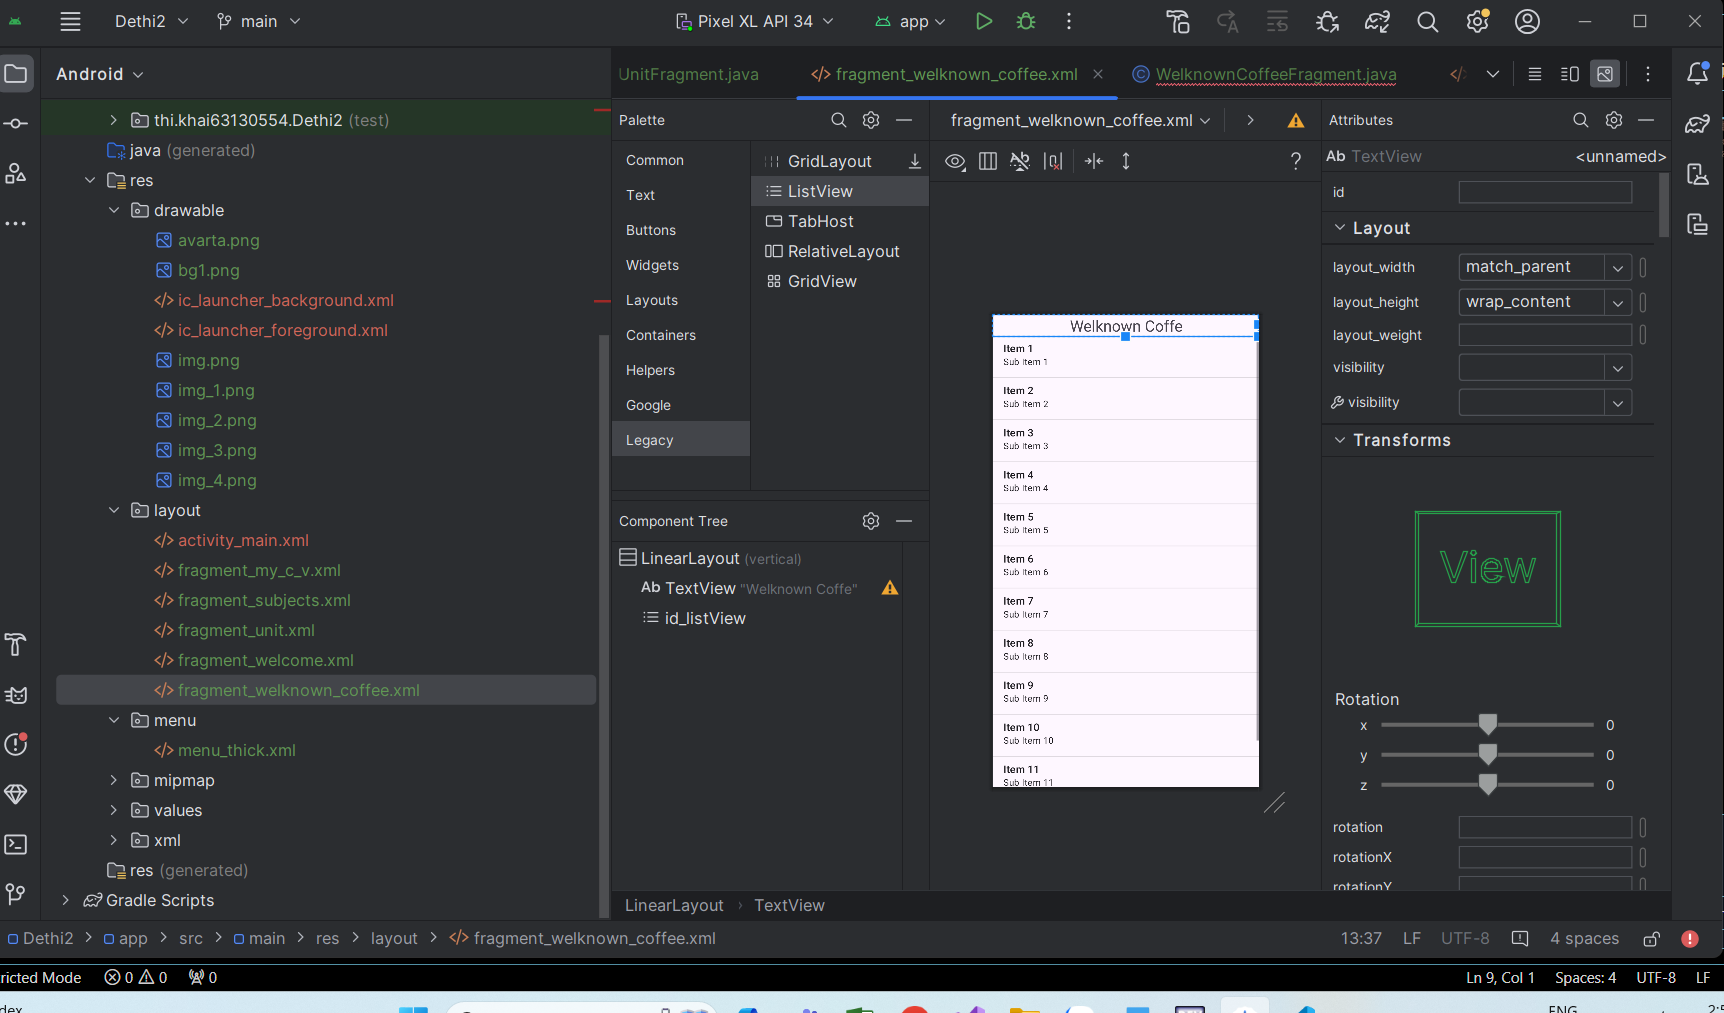 Dethi2
main
Pixel XL API 34
app
Android
thi.khai63130554.Dethi2 (test)
java (generated)
res
drawable
avarta.png
bg1.png
</> ic_launcher_background.xml
</> ic_launcher_foreground.xml
img.png
img_1.png
img_2.png
img_3.png
img_4.png
layout
</> activity_main.xml
</> fragment_my_c_v.xml
</> fragment_subjects.xml
</> fragment_unit.xml
</> fragment_welcome.xml
</> fragment_welknown_coffee.xml
menu
</> menu_thick.xml
mipmap
values
xml
res (generated)
Gradle Scripts
UnitFragment.java
</> fragment_welknown_coffee.xml
C WelknownCoffeeFragment.java
Palette
Common
Text
Buttons
Widgets
Layouts
Containers
Helpers
Google
Legacy
GridLayout
ListView
TabHost
RelativeLayout
GridView
Component Tree
LinearLayout (vertical)
Ab TextView "Welknown Coffe"
id_listView
fragment_welknown_coffee.xml
?
Welknown Coffe
Item 1
Sub Item 1
Item 2
Sub Item 2
Item 3
Sub Item 3
Item 4
Sub Item 4
Item 5
Sub Item 5
Item 6
Sub Item 6
Item 7
Sub Item 7
Item 8
Sub Item 8
Item 9
Sub Item 9
Item 10
Sub Item 10
Item 11
Sub Item 11
Attributes
Ab TextView <unnamed>
id
Layout
layout_width match_parent
layout_height wrap_content
layout_weight
visibility
visibility
Transforms
View
Rotation
x 0
y 0
z 0
rotation
rotationX
rotationY
LinearLayout > TextView
Dethi2 > app > src > main > res > layout > </> fragment_welknown_coffee.xml
13:37 LF UTF-8 4 spaces
ricted Mode 0 0 0
Ln 9, Col 1 Spaces: 4 UTF-8 LF
dex
ENG